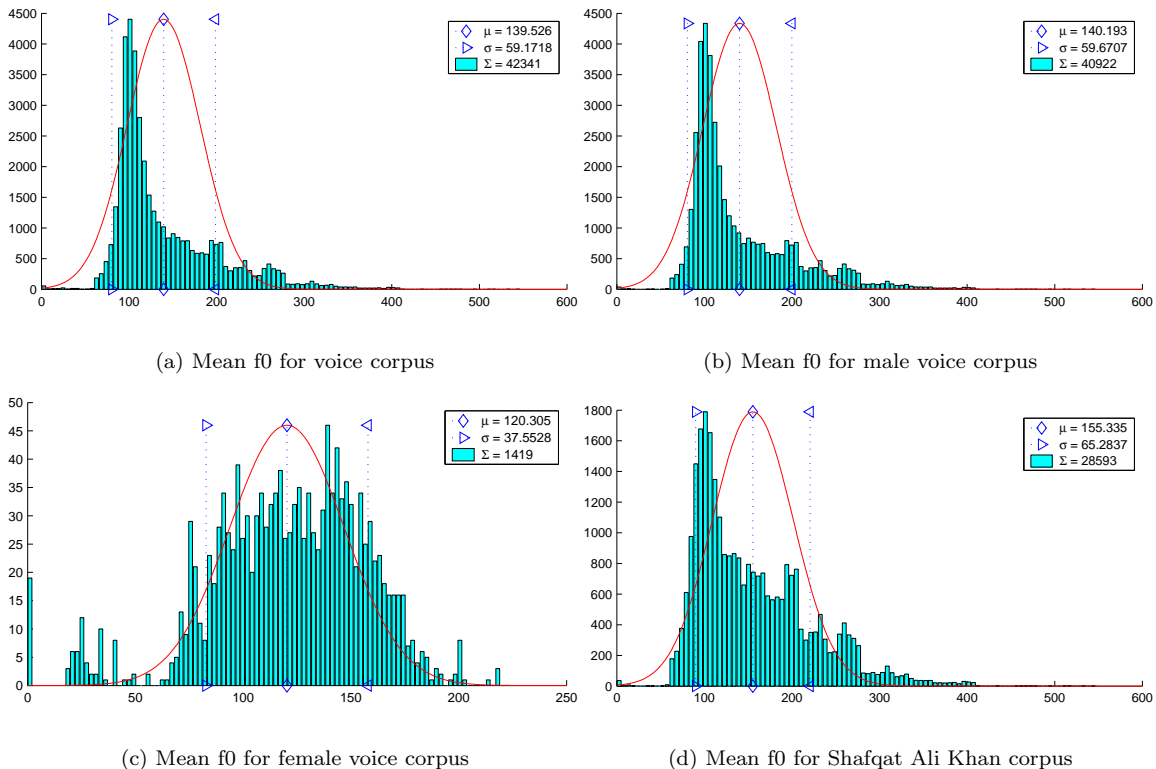 4500
4000
3500
3000
2500
2000
1500
1000
500
0
0 100 200 300 400 500 600
μ = 139.526
σ = 59.1718
Σ = 42341
(a) Mean f0 for voice corpus
4500
4000
3500
3000
2500
2000
1500
1000
500
0
0 100 200 300 400 500 600
μ = 140.193
σ = 59.6707
Σ = 40922
(b) Mean f0 for male voice corpus
50
45
40
35
30
25
20
15
10
5
0
0 50 100 150 200 250
μ = 120.305
σ = 37.5528
Σ = 1419
(c) Mean f0 for female voice corpus
1800
1600
1400
1200
1000
800
600
400
200
0
0 100 200 300 400 500 600
μ = 155.335
σ = 65.2837
Σ = 28593
(d) Mean f0 for Shafqat Ali Khan corpus